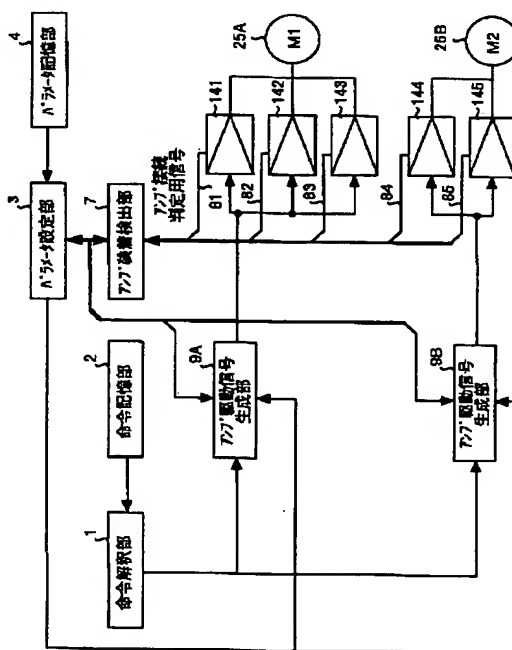 4
パラメータ記憶部
3
パラメータ設定部
7
アンプ装着検出部
アンプ接続
判定用信号
2
命令記憶部
1
命令解釈部
25A
M1
141
142
143
81
82
83
25B
M2
144
145
84
85
9A
アンプ駆動信号
生成部
9B
アンプ駆動信号
生成部